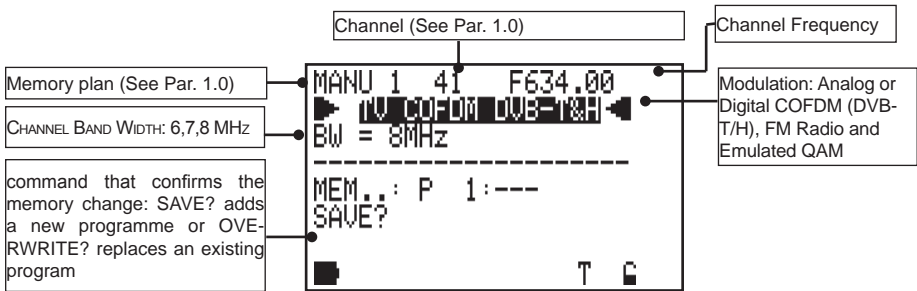 Channel (See Par. 1.0)
Channel Frequency
Memory plan (See Par. 1.0)
MANU 1 41 F634.00
TV COFDM DVB-T&H
BW = 8MHz
Modulation: Analog or
Digital COFDM (DVB-
T/H), FM Radio and
Emulated QAM
CHANNEL BAND WIDTH: 6,7,8 MHZ
command that confirms the
memory change: SAVE? adds
a new programme or OVE-
RWRITE? replaces an existing
program
MEM..: P 1:---
SAVE?
T